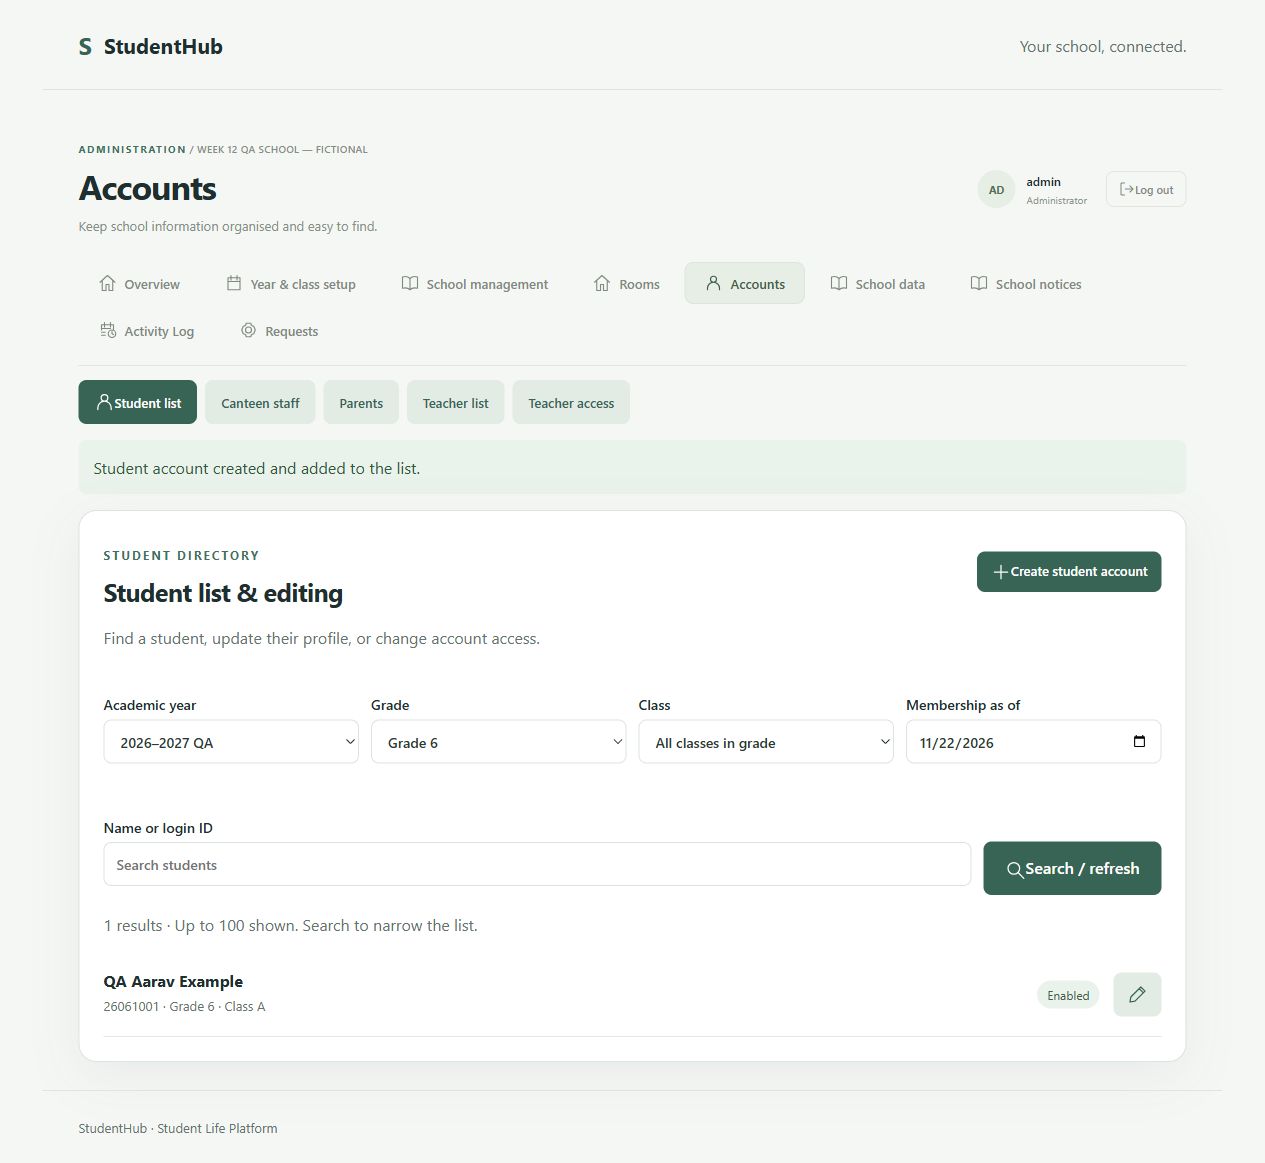 S StudentHub
Your school, connected.
ADMINISTRATION / WEEK 12 QA SCHOOL — FICTIONAL
Accounts
Keep school information organised and easy to find.
AD
admin
Administrator
Log out
Overview
Year & class setup
School management
Rooms
Accounts
School data
School notices
Activity Log
Requests
Student list
Canteen staff
Parents
Teacher list
Teacher access
Student account created and added to the list.
STUDENT DIRECTORY
Student list & editing
Create student account
Find a student, update their profile, or change account access.
Academic year
2026–2027 QA
Grade
Grade 6
Class
All classes in grade
Membership as of
11/22/2026
Name or login ID
Search students
Search / refresh
1 results · Up to 100 shown. Search to narrow the list.
QA Aarav Example
26061001 · Grade 6 · Class A
Enabled
StudentHub · Student Life Platform